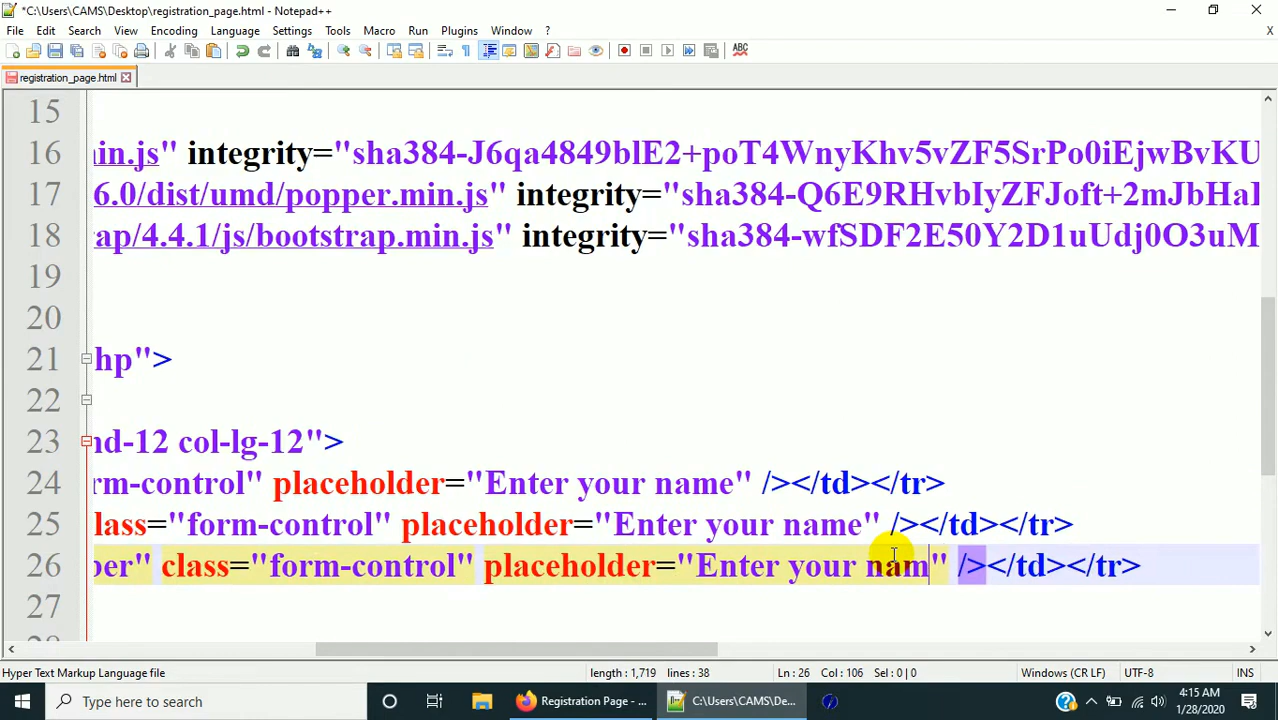 *C:\Users\CAMS\Desktop\registration_page.html - Notepad++
File Edit Search View Encoding Language Settings Tools Macro Run Plugins Window ? X
ABC
registration_page.html
15
16 in.js" integrity="sha384-J6qa4849blE2+poT4WnyKhv5vZF5SrPo0iEjwBvKU
17 6.0/dist/umd/popper.min.js" integrity="sha384-Q6E9RHvbIyZFJoft+2mJbHaE
18 ap/4.4.1/js/bootstrap.min.js" integrity="sha384-wfSDF2E50Y2D1uUdj0O3uM
19
20
21 hp">
22
23 nd-12 col-lg-12">
24 rm-control" placeholder="Enter your name" /></td></tr>
25 class="form-control" placeholder="Enter your name" /></td></tr>
26 per" class="form-control" placeholder="Enter your nam" /></td></tr>
27
Hyper Text Markup Language file length : 1,719 lines : 38 Ln : 26 Col : 106 Sel : 0 | 0 Windows (CR LF) UTF-8 INS
Type here to search
Registration Page - ...
C:\Users\CAMS\De...
4:15 AM
1/28/2020